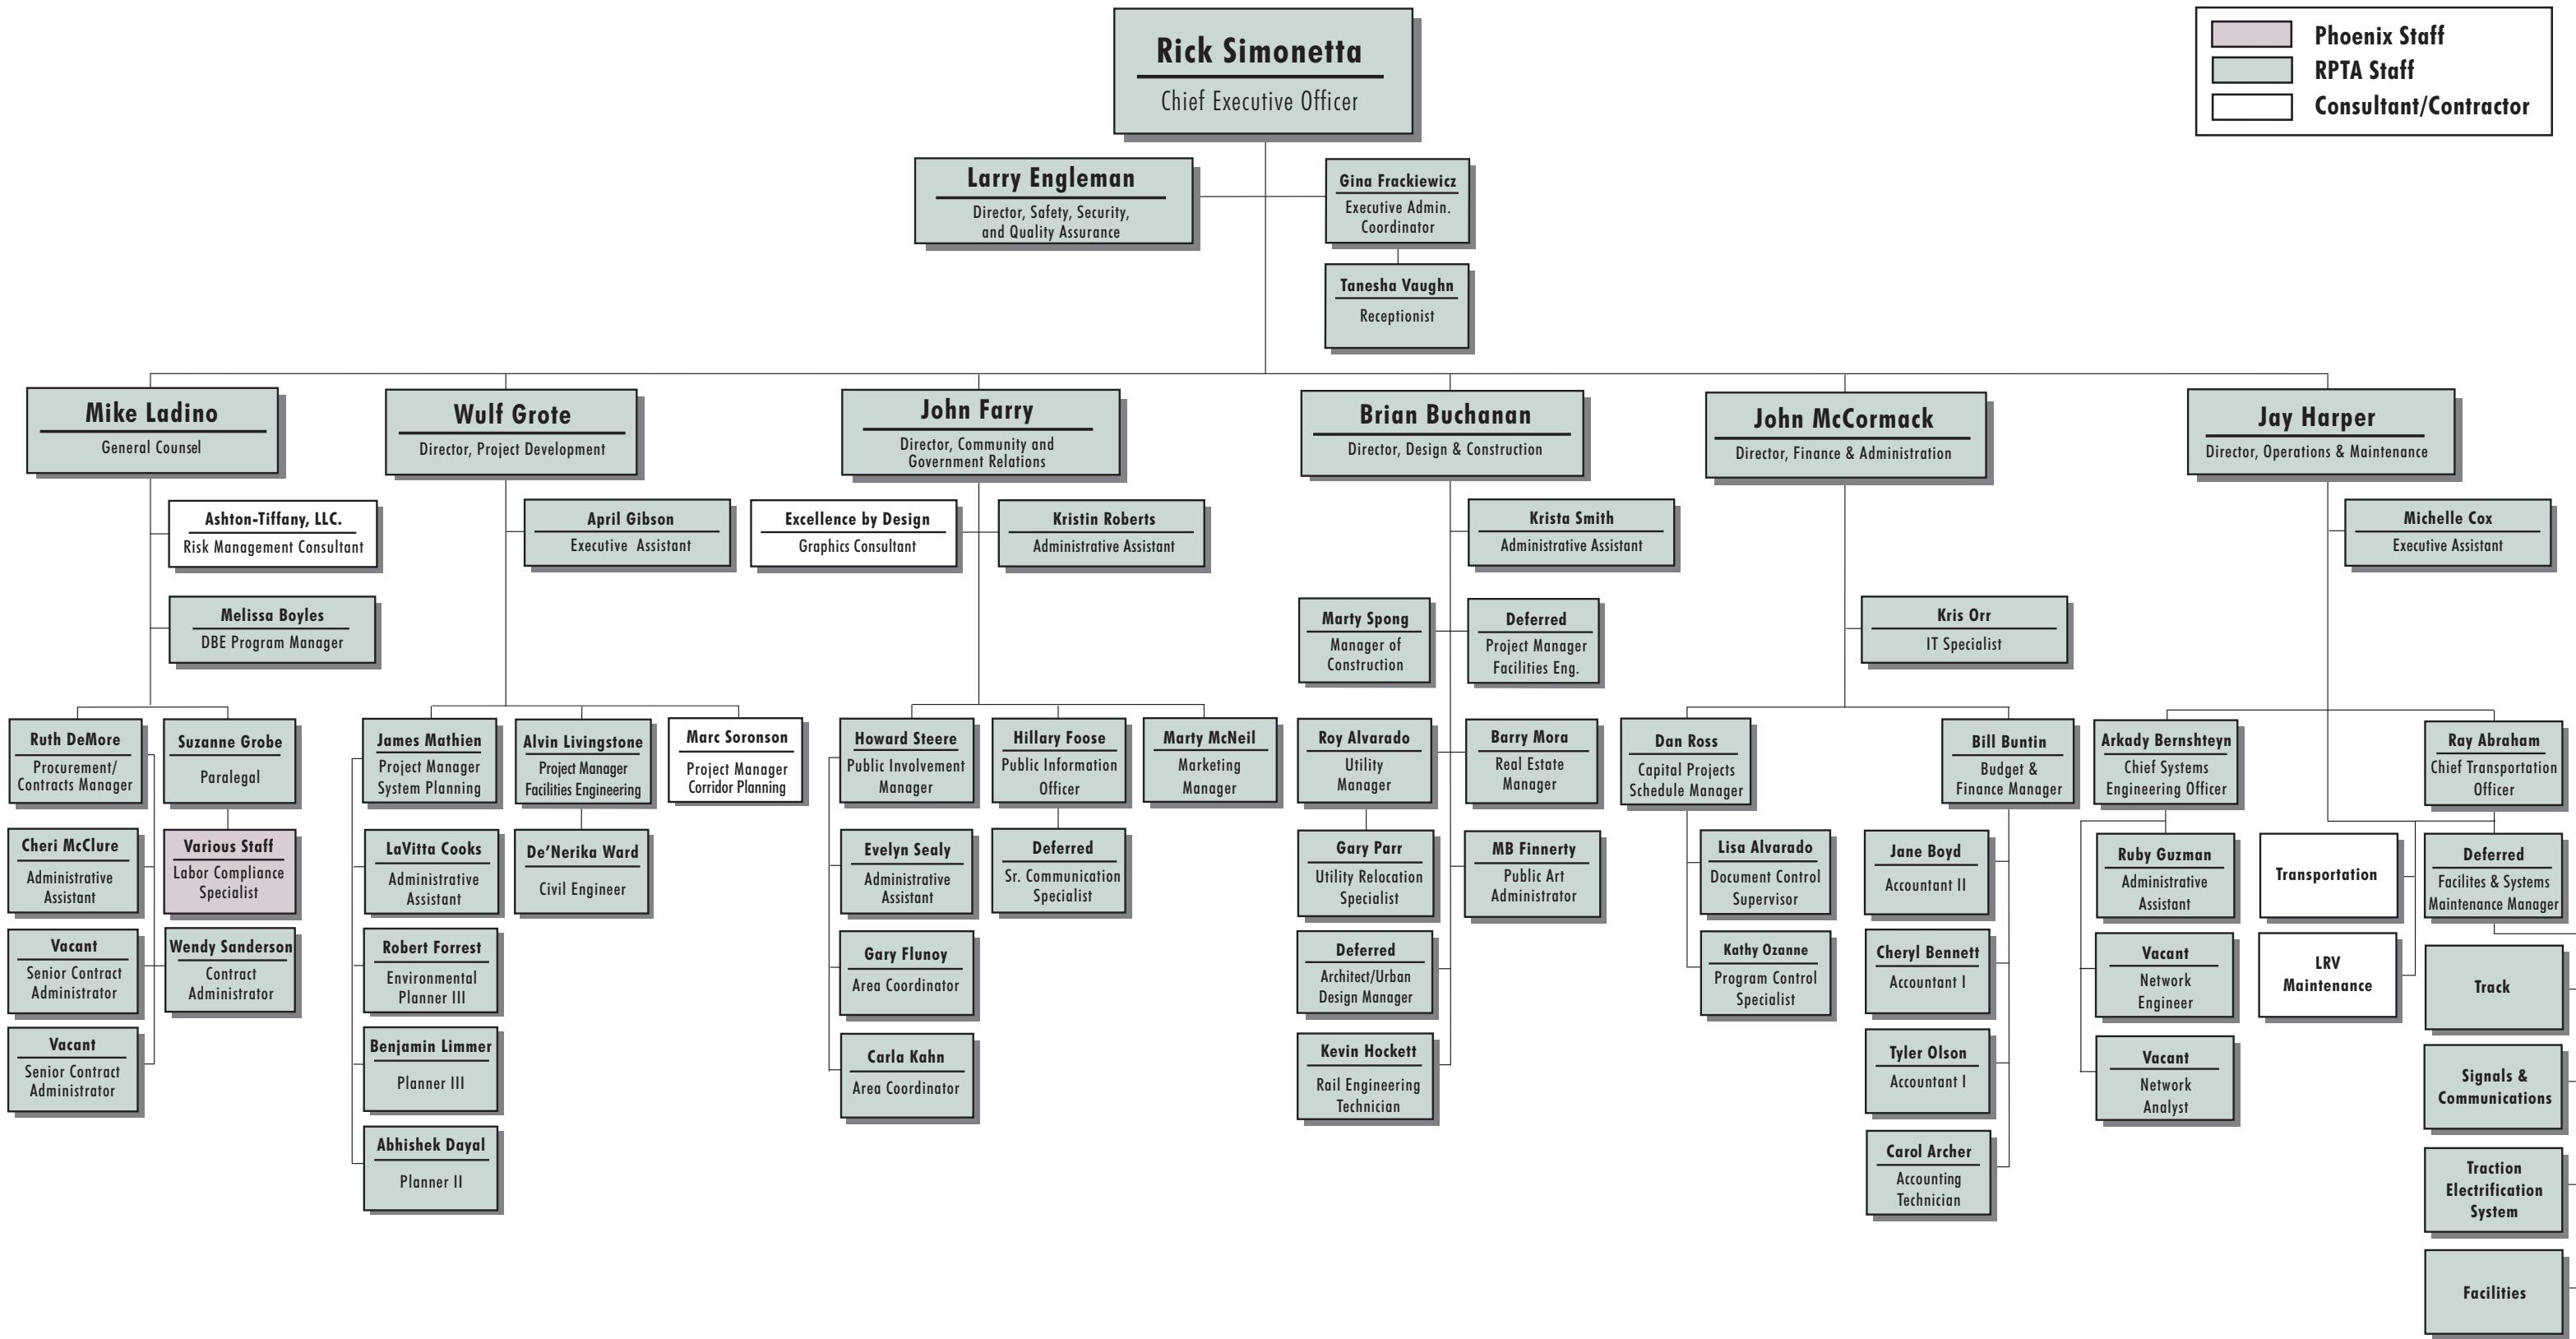 Rick Simonetta
Chief Executive Officer
Phoenix Staff
RPTA Staff
Consultant/Contractor
Larry Engleman
Director, Safety, Security,
and Quality Assurance
Gina Frackiewicz
Executive Admin.
Coordinator
Tanesha Vaughn
Receptionist
Mike Ladino
General Counsel
Ashton-Tiffany, LLC.
Risk Management Consultant
Melissa Boyles
DBE Program Manager
Ruth DeMore
Procurement/
Contracts Manager
Suzanne Grobe
Paralegal
Cheri McClure
Administrative
Assistant
Various Staff
Labor Compliance
Specialist
Vacant
Senior Contract
Administrator
Wendy Sanderson
Contract
Administrator
Vacant
Senior Contract
Administrator
Wulf Grote
Director, Project Development
April Gibson
Executive Assistant
James Mathien
Project Manager
System Planning
Alvin Livingstone
Project Manager
Facilities Engineering
Marc Soronson
Project Manager
Corridor Planning
LaVitta Cooks
Administrative
Assistant
De'Nerika Ward
Civil Engineer
Robert Forrest
Environmental
Planner III
Benjamin Limmer
Planner III
Abhishek Dayal
Planner II
John Farry
Director, Community and
Government Relations
Excellence by Design
Graphics Consultant
Kristin Roberts
Administrative Assistant
Howard Steere
Public Involvement
Manager
Hillary Foose
Public Information
Officer
Marty McNeil
Marketing
Manager
Evelyn Sealy
Administrative
Assistant
Deferred
Sr. Communication
Specialist
Gary Flunoy
Area Coordinator
Carla Kahn
Area Coordinator
Brian Buchanan
Director, Design & Construction
Krista Smith
Administrative Assistant
Marty Spong
Manager of
Construction
Deferred
Project Manager
Facilities Eng.
Roy Alvarado
Utility
Manager
Barry Mora
Real Estate
Manager
Gary Parr
Utility Relocation
Specialist
MB Finnerty
Public Art
Administrator
Deferred
Architect/Urban
Design Manager
Kevin Hockett
Rail Engineering
Technician
John McCormack
Director, Finance & Administration
Kris Orr
IT Specialist
Dan Ross
Capital Projects
Schedule Manager
Bill Buntin
Budget &
Finance Manager
Lisa Alvarado
Document Control
Supervisor
Kathy Ozanne
Program Control
Specialist
Jane Boyd
Accountant II
Cheryl Bennett
Accountant I
Tyler Olson
Accountant I
Carol Archer
Accounting
Technician
Jay Harper
Director, Operations & Maintenance
Michelle Cox
Executive Assistant
Arkady Bernshteyn
Chief Systems
Engineering Officer
Ray Abraham
Chief Transportation
Officer
Ruby Guzman
Administrative
Assistant
Transportation
Deferred
Facilites & Systems
Maintenance Manager
Vacant
Network
Engineer
LRV
Maintenance
Track
Vacant
Network
Analyst
Signals &
Communications
Traction
Electrification
System
Facilities